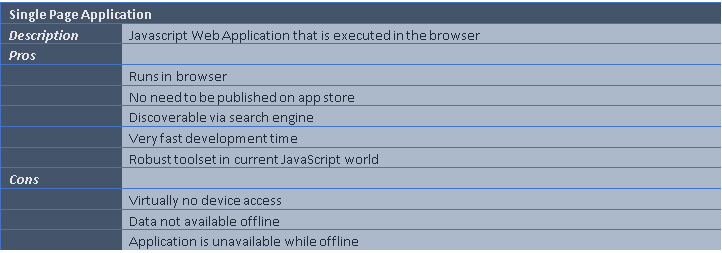 Single Page Application
Description Javascript Web Application that is executed in the browser
Pros
Runs in browser
No need to be published on app store
Discoverable via search engine
Very fast development time
Robust toolset in current JavaScript world
Cons
Virtually no device access
Data not available offline
Application is unavailable while offline